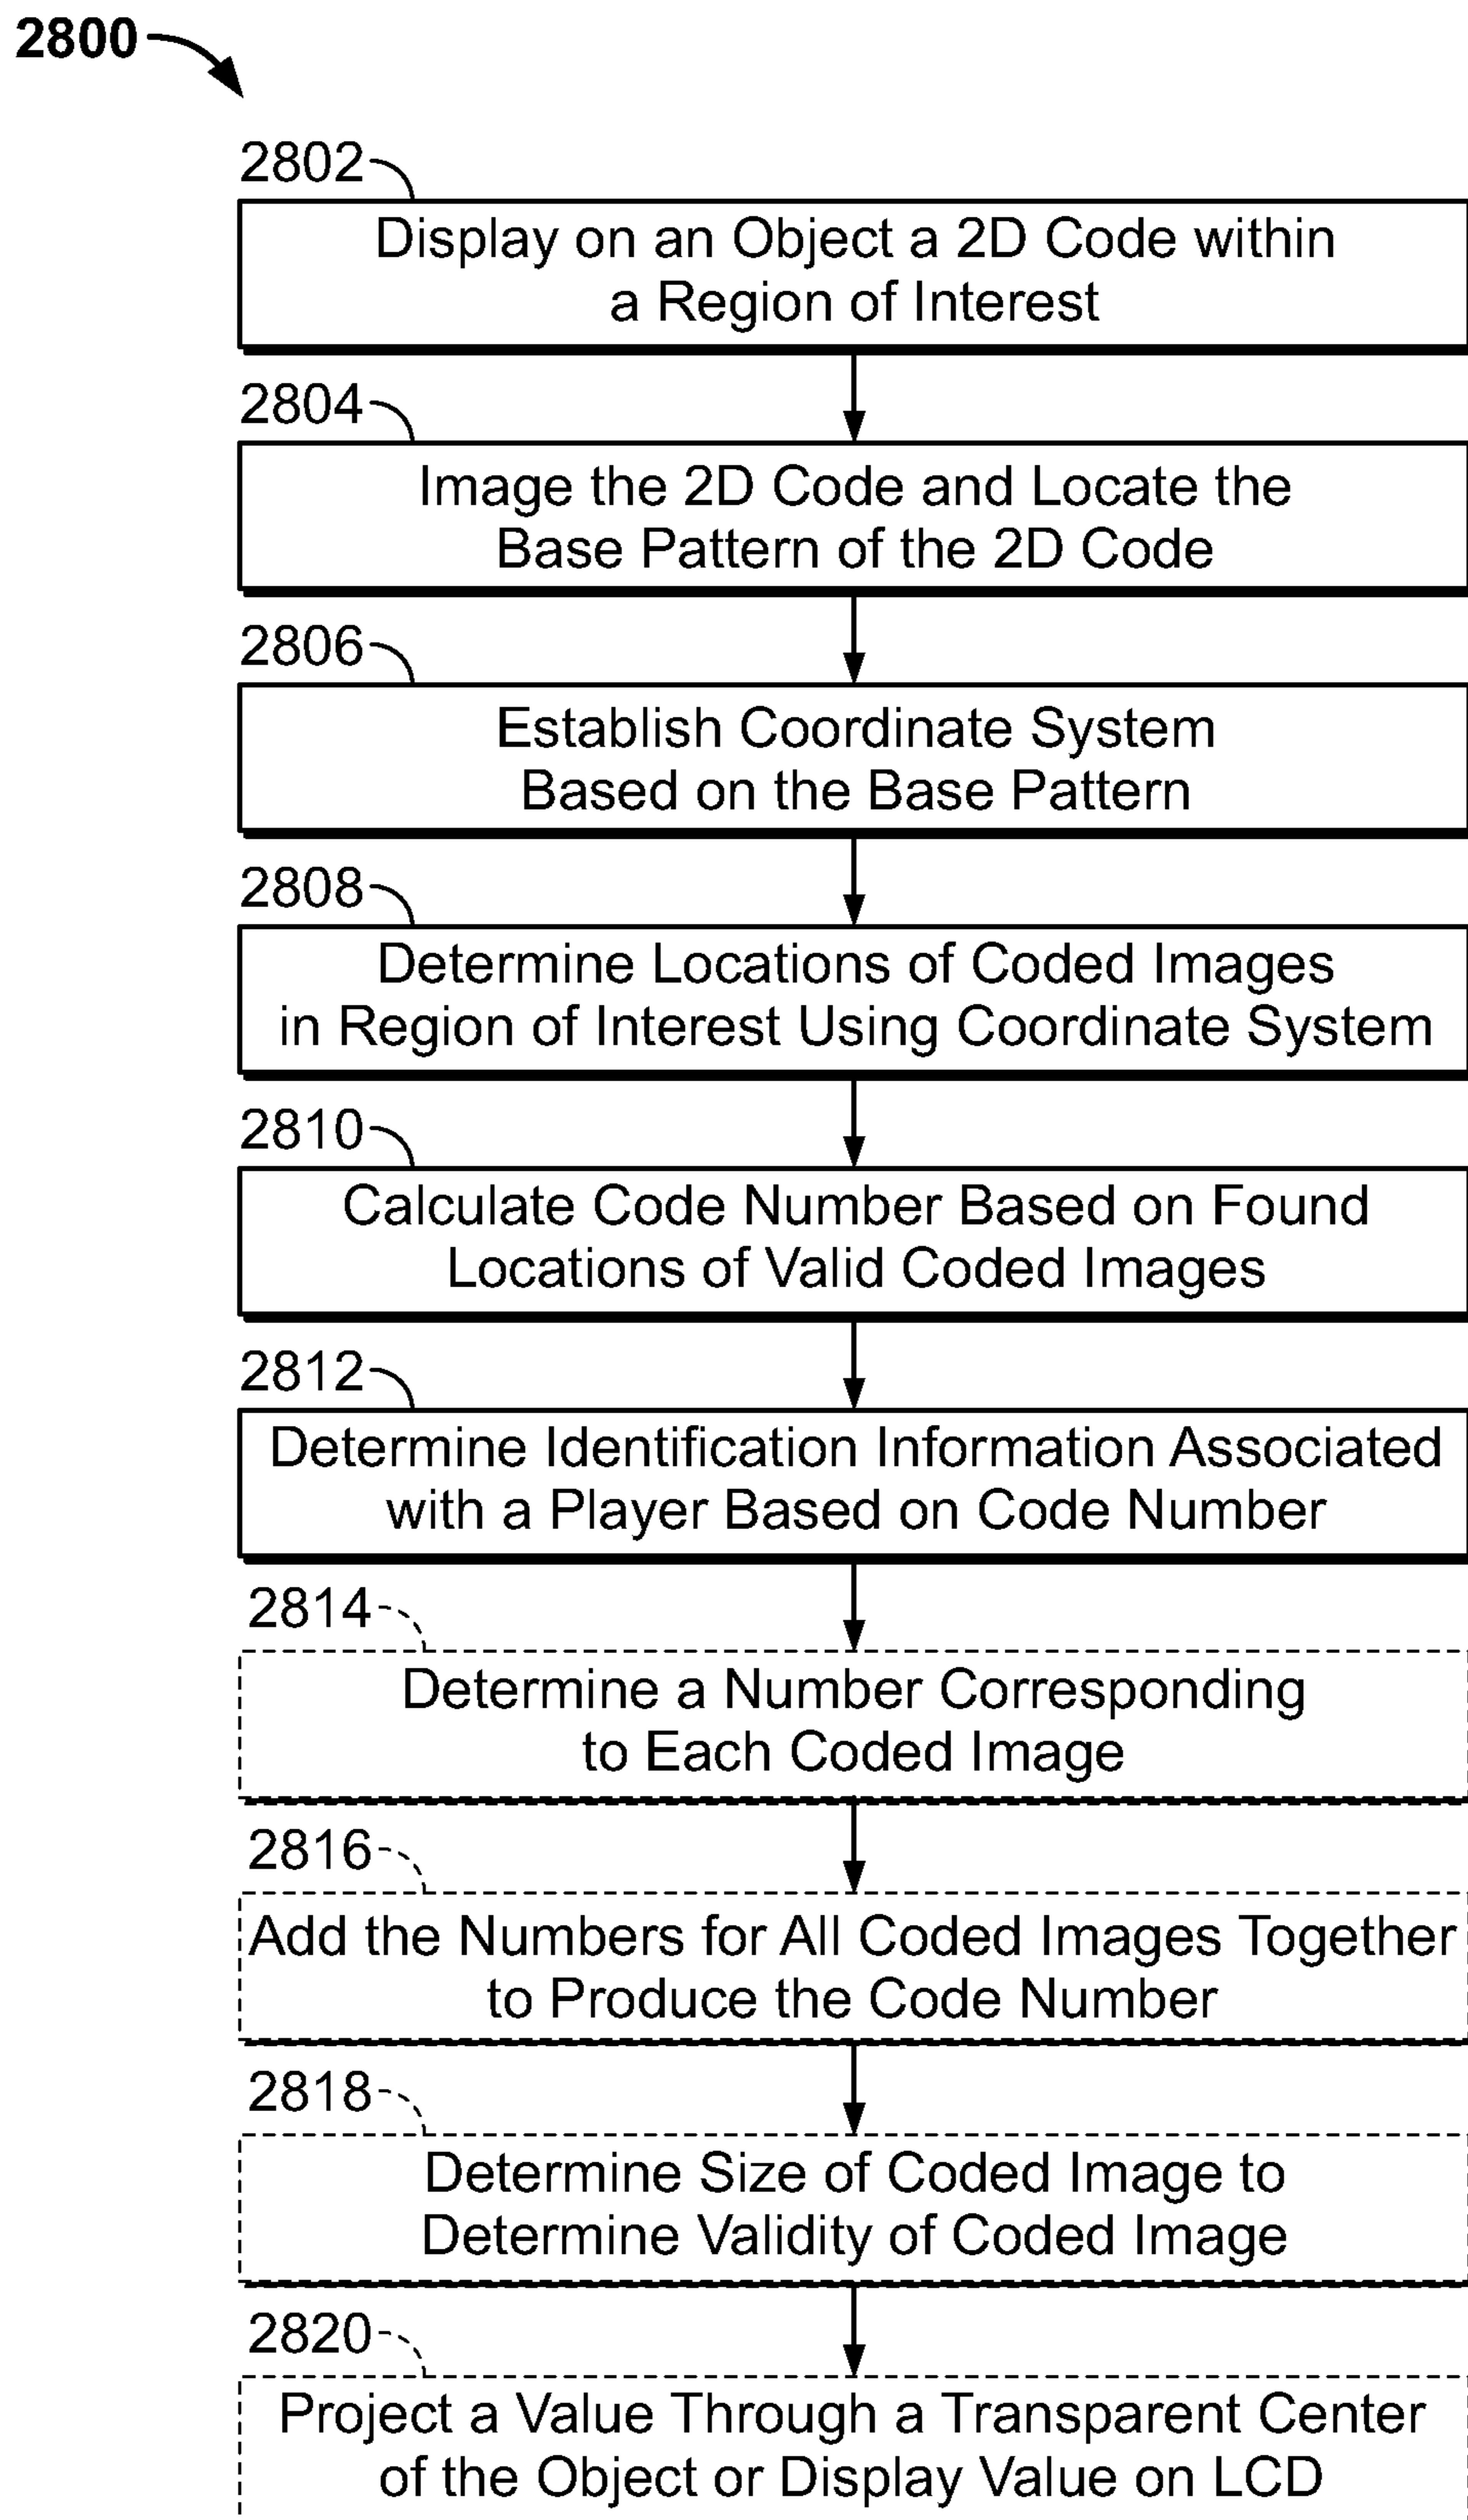 2800
2802
Display on an Object a 2D Code within
a Region of Interest
2804
Image the 2D Code and Locate the
Base Pattern of the 2D Code
2806
Establish Coordinate System
Based on the Base Pattern
2808
Determine Locations of Coded Images
in Region of Interest Using Coordinate System
2810
Calculate Code Number Based on Found
Locations of Valid Coded Images
2812
Determine Identification Information Associated
with a Player Based on Code Number
2814
Determine a Number Corresponding
to Each Coded Image
2816
Add the Numbers for All Coded Images Together
to Produce the Code Number
2818
Determine Size of Coded Image to
Determine Validity of Coded Image
2820
Project a Value Through a Transparent Center
of the Object or Display Value on LCD